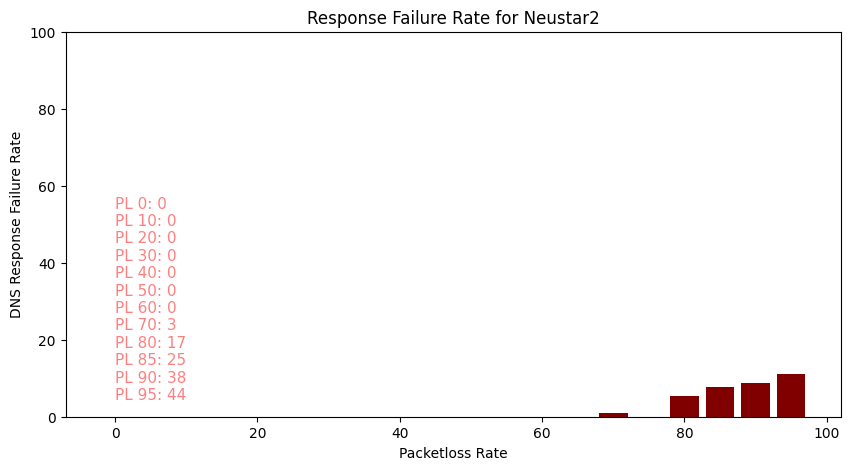 Response Failure Rate for Neustar2
100
80
60
40
20
0
DNS Response Failure Rate
PL 0: 0
PL 10: 0
PL 20: 0
PL 30: 0
PL 40: 0
PL 50: 0
PL 60: 0
PL 70: 3
PL 80: 17
PL 85: 25
PL 90: 38
PL 95: 44
0 20 40 60 80 100
Packetloss Rate